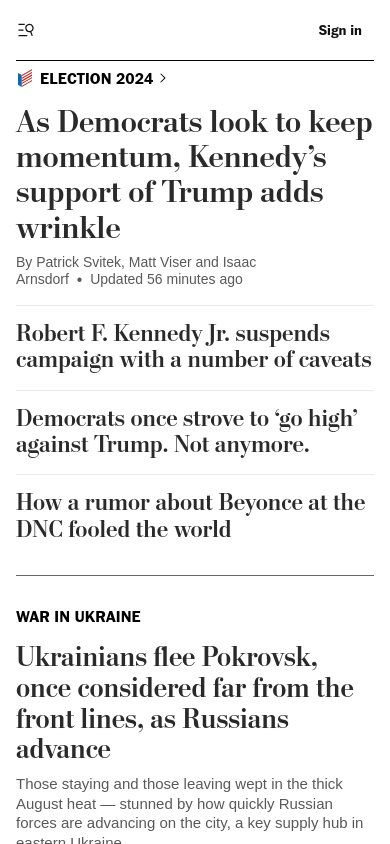 Sign in
ELECTION 2024
As Democrats look to keep
momentum, Kennedy’s
support of Trump adds
wrinkle
By Patrick Svitek, Matt Viser and Isaac
Arnsdorf • Updated 56 minutes ago
Robert F. Kennedy Jr. suspends
campaign with a number of caveats
Democrats once strove to ‘go high’
against Trump. Not anymore.
How a rumor about Beyonce at the
DNC fooled the world
WAR IN UKRAINE
Ukrainians flee Pokrovsk,
once considered far from the
front lines, as Russians
advance
Those staying and those leaving wept in the thick
August heat — stunned by how quickly Russian
forces are advancing on the city, a key supply hub in
eastern Ukraine